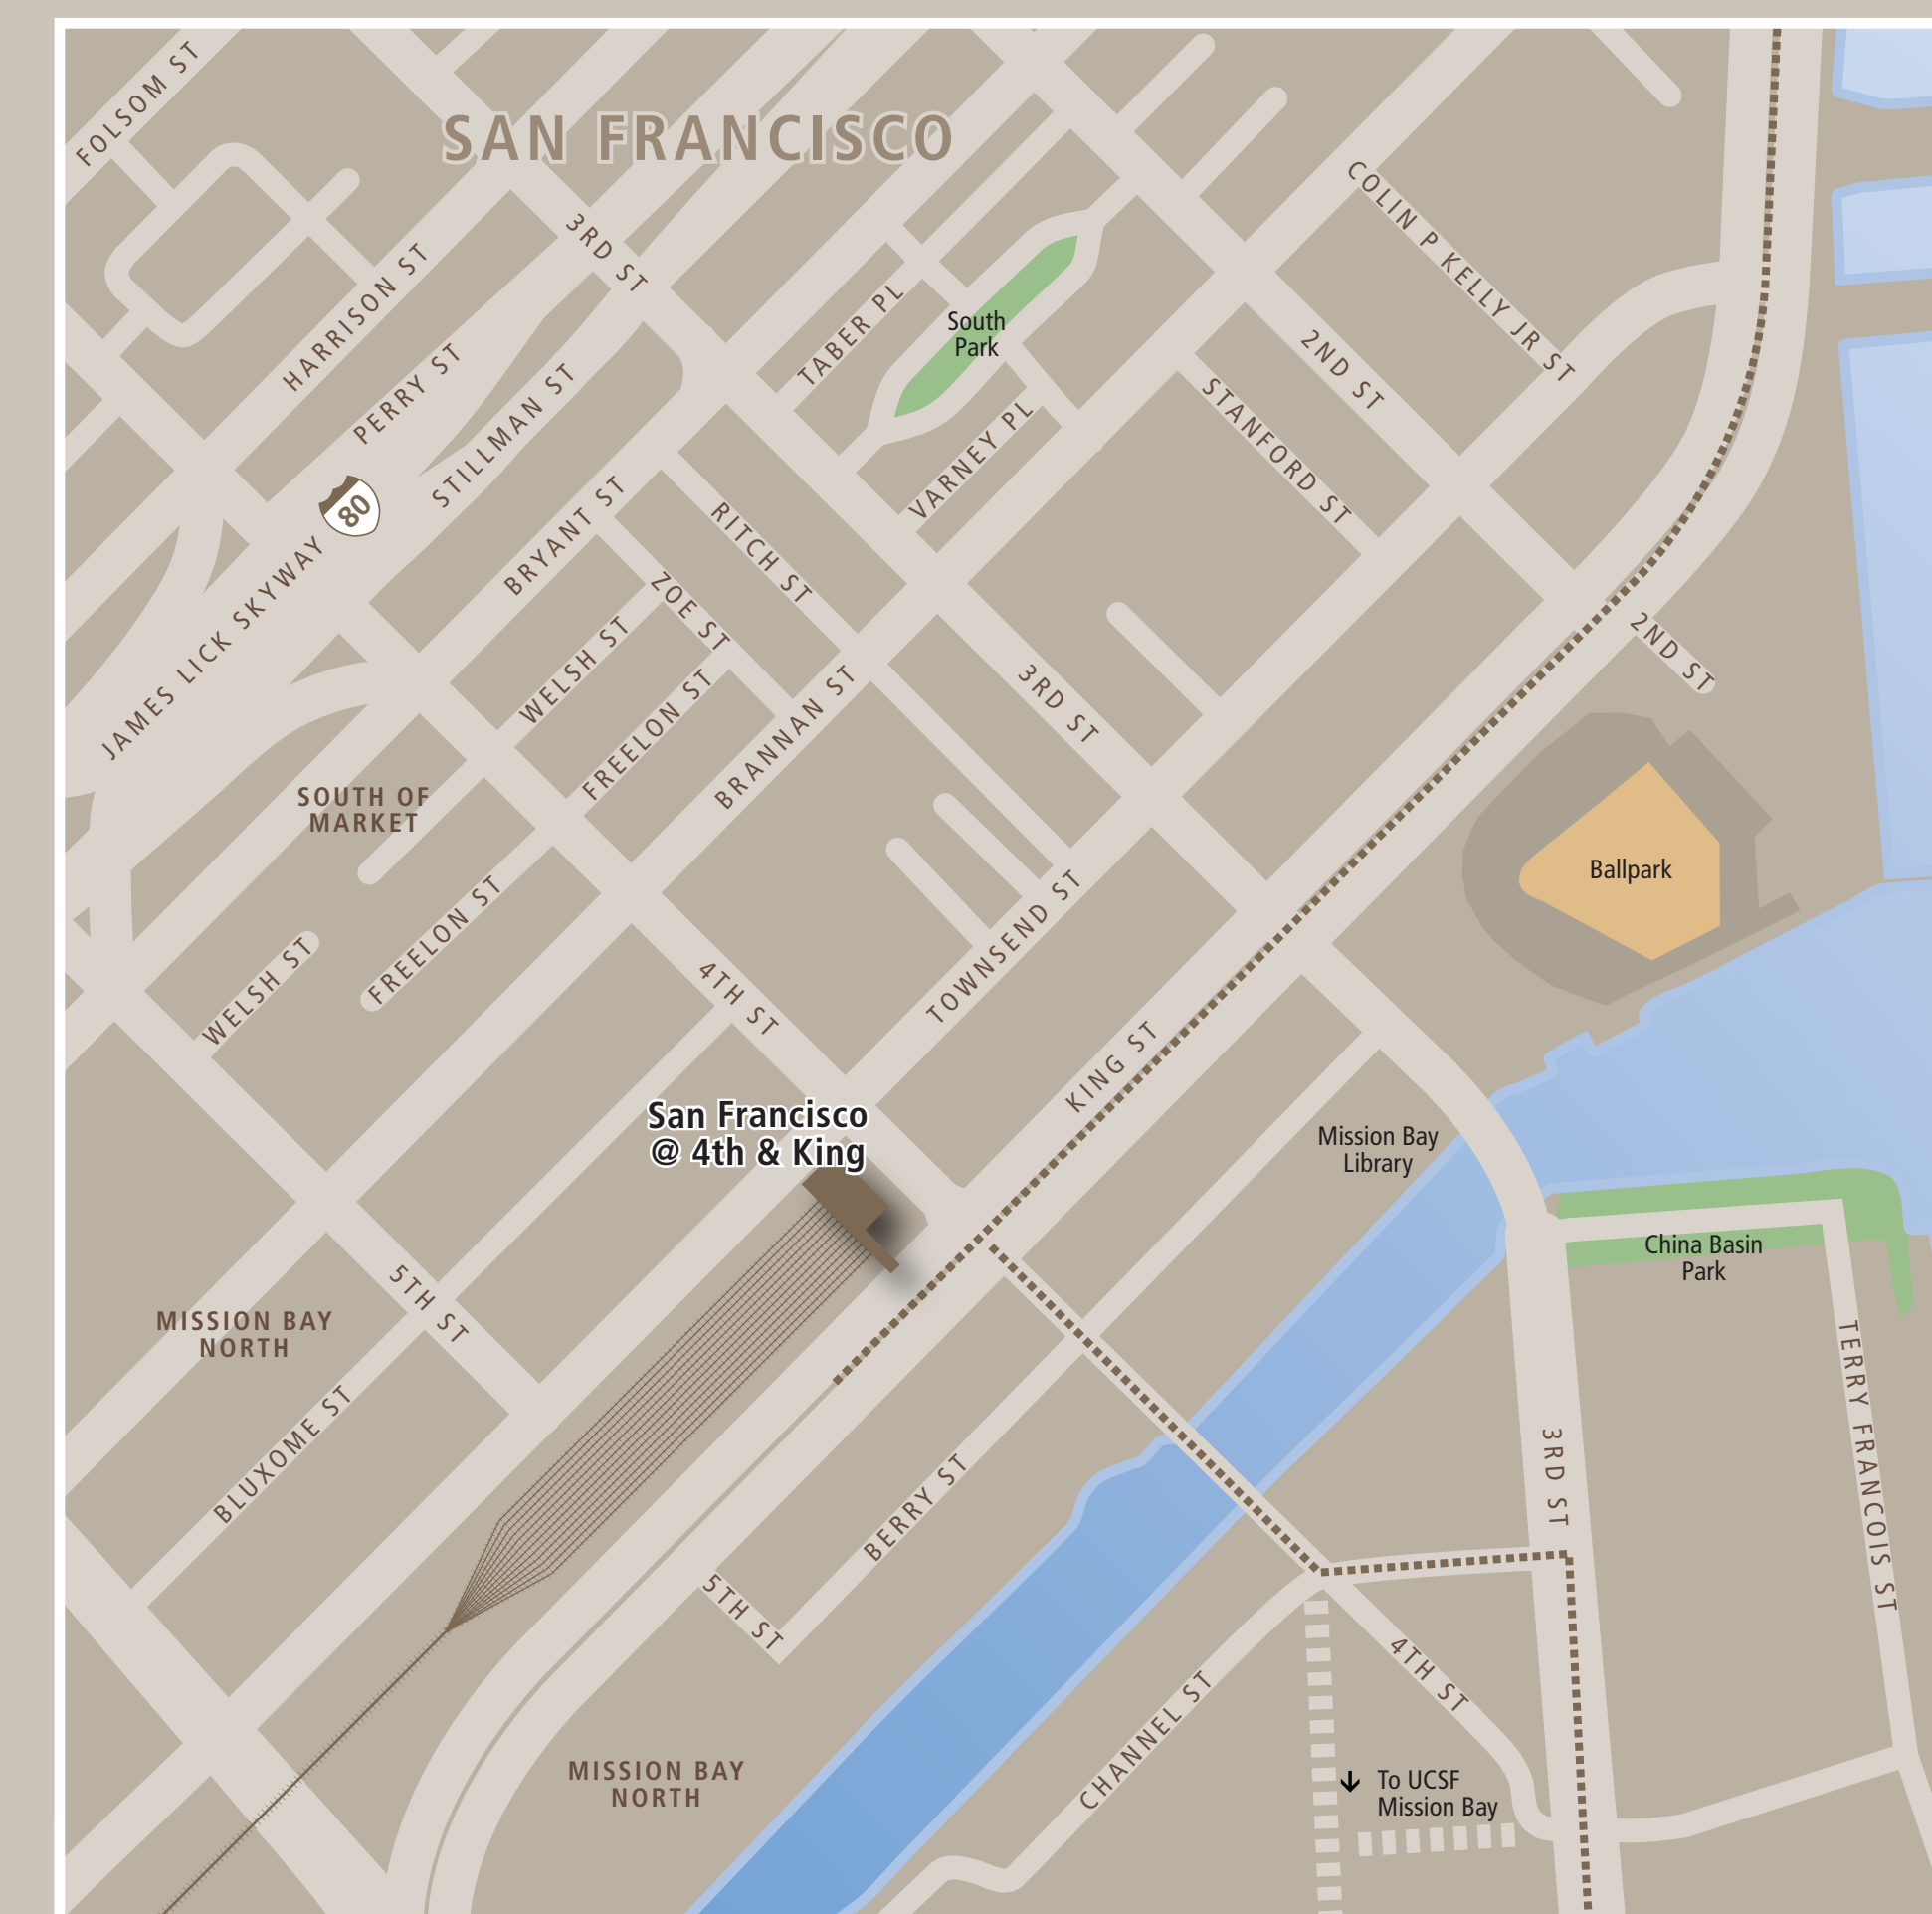 FOLSOM ST
SAN FRANCISCO
COLIN P KELLY JR ST
3RD ST
HARRISON ST
TABER PL
South
Park
2ND ST
PERRY ST
STILLMAN ST
STANFORD ST
VARNEY PL
80
BRYANT ST
RITCH ST
JAMES LICK SKYWAY
ZOE ST
WELSH ST
2ND ST
FREELON ST
BRANNAN ST
3RD ST
SOUTH OF
MARKET
Ballpark
FREELON ST
TOWNSEND ST
WELSH ST
4TH ST
KING ST
San Francisco
@ 4th & King
Mission Bay
Library
China Basin
Park
5TH ST
MISSION BAY
NORTH
TERRY FRANCOIS ST
BLUXOME ST
3RD ST
BERRY ST
5TH ST
4TH ST
CHANNEL ST
MISSION BAY
NORTH
To UCSF
Mission Bay